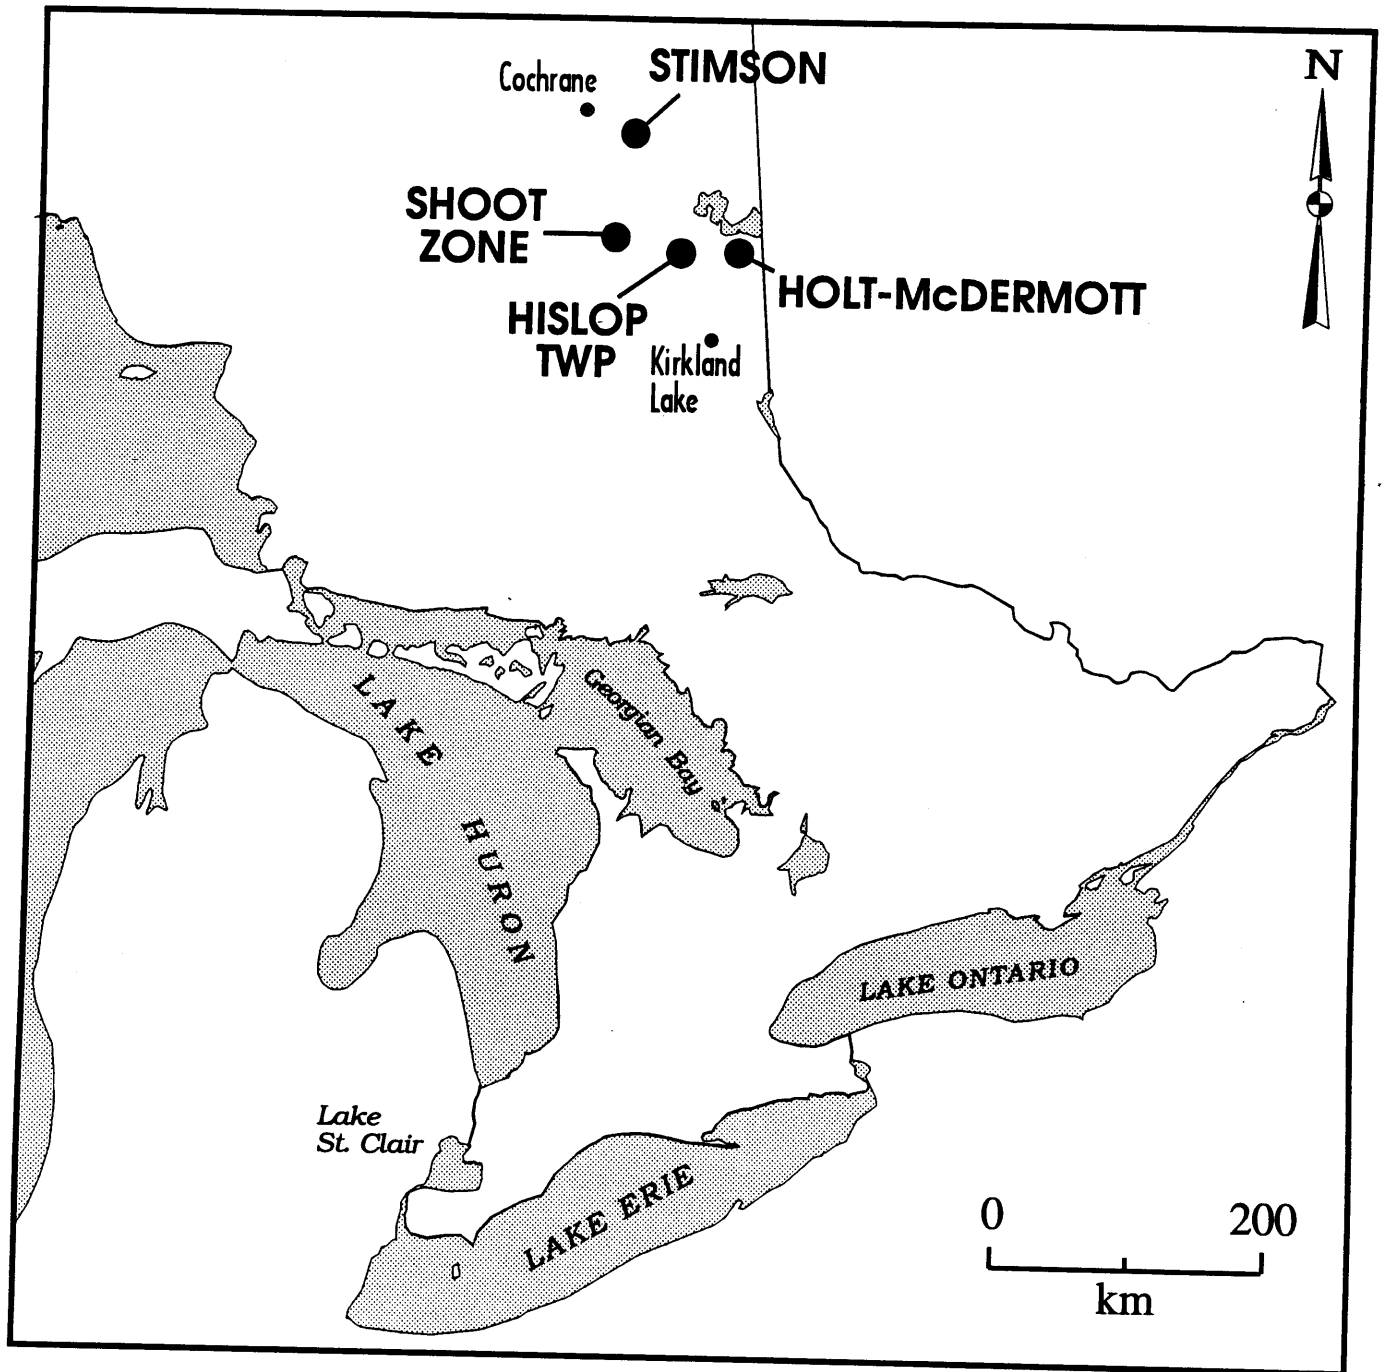 N
STIMSON
Cochrane
SHOOT
ZONE
HOLT-McDERMOTT
HISLOP
TWP
Kirkland
Lake
LAKE
HURON
Georgian Bay
LAKE ONTARIO
Lake
St. Clair
LAKE ERIE
0 200
km